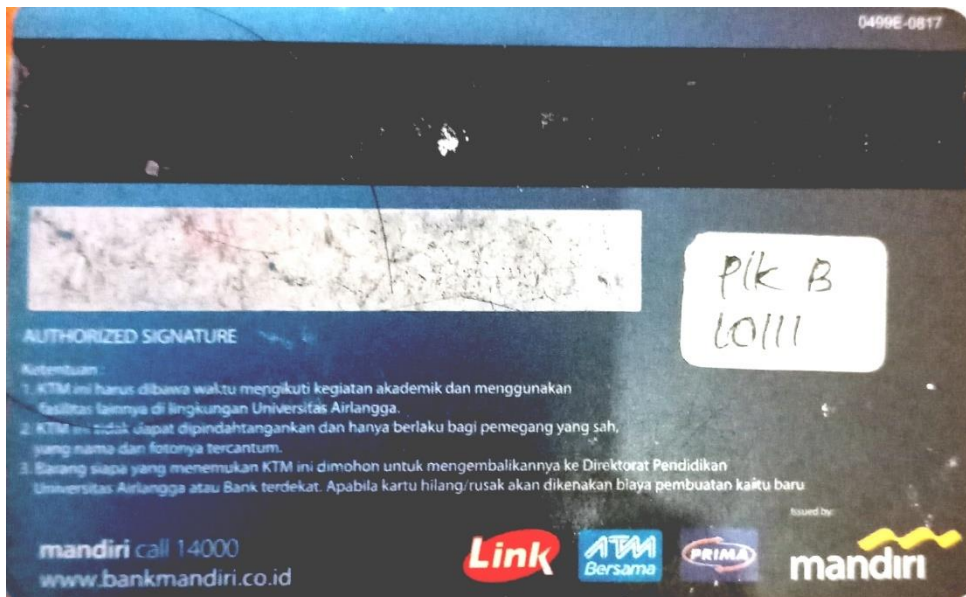 0499E-0817
Plk B
10111
AUTHORIZED SIGNATURE
Ketentuan :
1. KTM ini harus dibawa waktu mengikuti kegiatan akademik dan menggunakan
fasilitas lainnya di lingkungan Universitas Airlangga.
2. KTM ini tidak dapat dipindahtangankan dan hanya berlaku bagi pemegang yang sah,
yang nama dan fotonya tercantum.
3. Barang siapa yang menemukan KTM ini dimohon untuk mengembalikannya ke Direktorat Pendidikan
Universitas Airlangga atau Bank terdekat. Apabila kartu hilang/rusak akan dikenakan biaya pembuatan kartu baru
Issued by:
mandiri call 14000
www.bankmandiri.co.id
Link
ATM
Bersama
PRIMA
mandiri